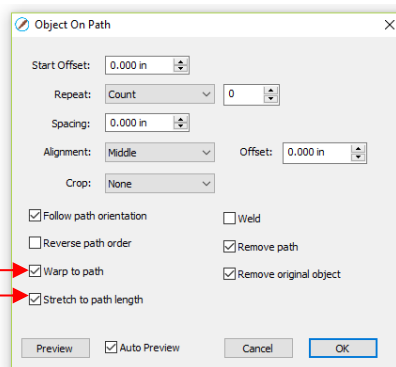 Object On Path
Start Offset: 0.000 in
Repeat: Count 0
Spacing: 0.000 in
Alignment: Middle Offset: 0.000 in
Crop: None
Follow path orientation Weld
Reverse path order Remove path
Warp to path Remove original object
Stretch to path length
Preview Auto Preview Cancel OK